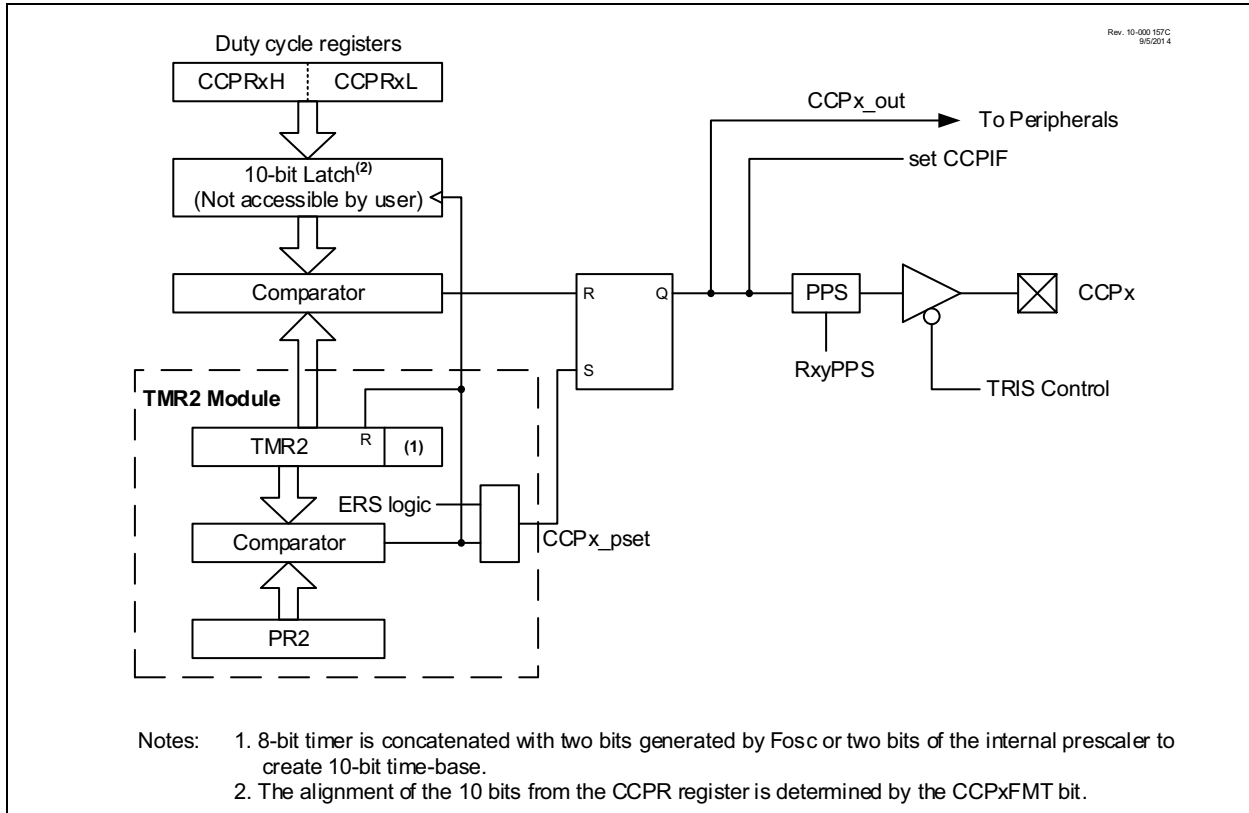 Rev. 10-000 157C
9/5/201 4
Duty cycle registers
CCPRxH CCPRxL
CCPx_out
To Peripherals
set CCPIF
10-bit Latch(2)
(Not accessible by user)
Comparator
R Q
PPS
CCPx
S
RxyPPS
TRIS Control
TMR2 Module
TMR2 R (1)
ERS logic
Comparator
CCPx_pset
PR2
Notes: 1. 8-bit timer is concatenated with two bits generated by Fosc or two bits of the internal prescaler to
create 10-bit time-base.
2. The alignment of the 10 bits from the CCPR register is determined by the CCPxFMT bit.